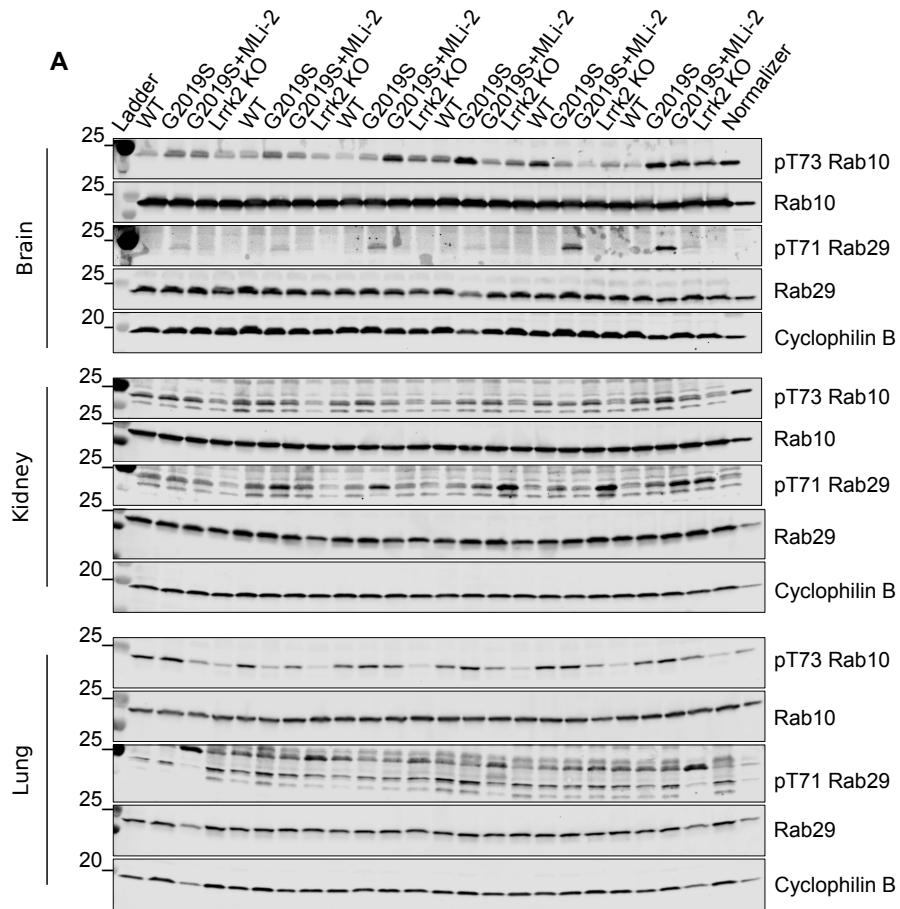 A
Ladder
WT
G2019S
G2019S+MLi-2
Lrrk2 KO
WT
G2019S
G2019S+MLi-2
Lrrk2 KO
WT
G2019S
G2019S+MLi-2
Lrrk2 KO
WT
G2019S
G2019S+MLi-2
Lrrk2 KO
WT
G2019S
G2019S+MLi-2
Lrrk2 KO
WT
G2019S
G2019S+MLi-2
Lrrk2 KO
Normalizer
Brain
25
pT73 Rab10
25
Rab10
25
pT71 Rab29
25
Rab29
20
Cyclophilin B
Kidney
25
pT73 Rab10
25
Rab10
25
pT71 Rab29
25
Rab29
20
Cyclophilin B
Lung
25
pT73 Rab10
25
Rab10
25
pT71 Rab29
25
Rab29
20
Cyclophilin B